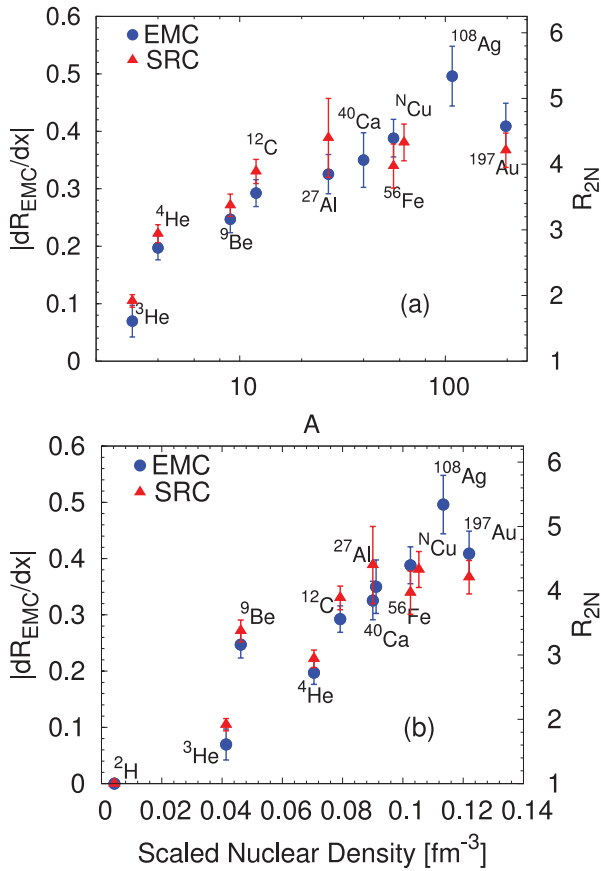 0.6
0.5
0.4
0.3
0.2
0.1
0
|dR_EMC/dx|
EMC
SRC
³He
⁴He
⁹Be
¹²C
²⁷Al
⁴⁰Ca
⁵⁶Fe
ᴺCu
¹⁰⁸Ag
¹⁹⁷Au
(a)
6
5
4
3
2
1
R_2N
10
100
A
0.6
0.5
0.4
0.3
0.2
0.1
0
|dR_EMC/dx|
EMC
SRC
²H
³He
⁹Be
⁴He
¹²C
²⁷Al
⁴⁰Ca
⁵⁶Fe
ᴺCu
¹⁰⁸Ag
¹⁹⁷Au
(b)
6
5
4
3
2
1
R_2N
0 0.02 0.04 0.06 0.08 0.1 0.12 0.14
Scaled Nuclear Density [fm⁻³]